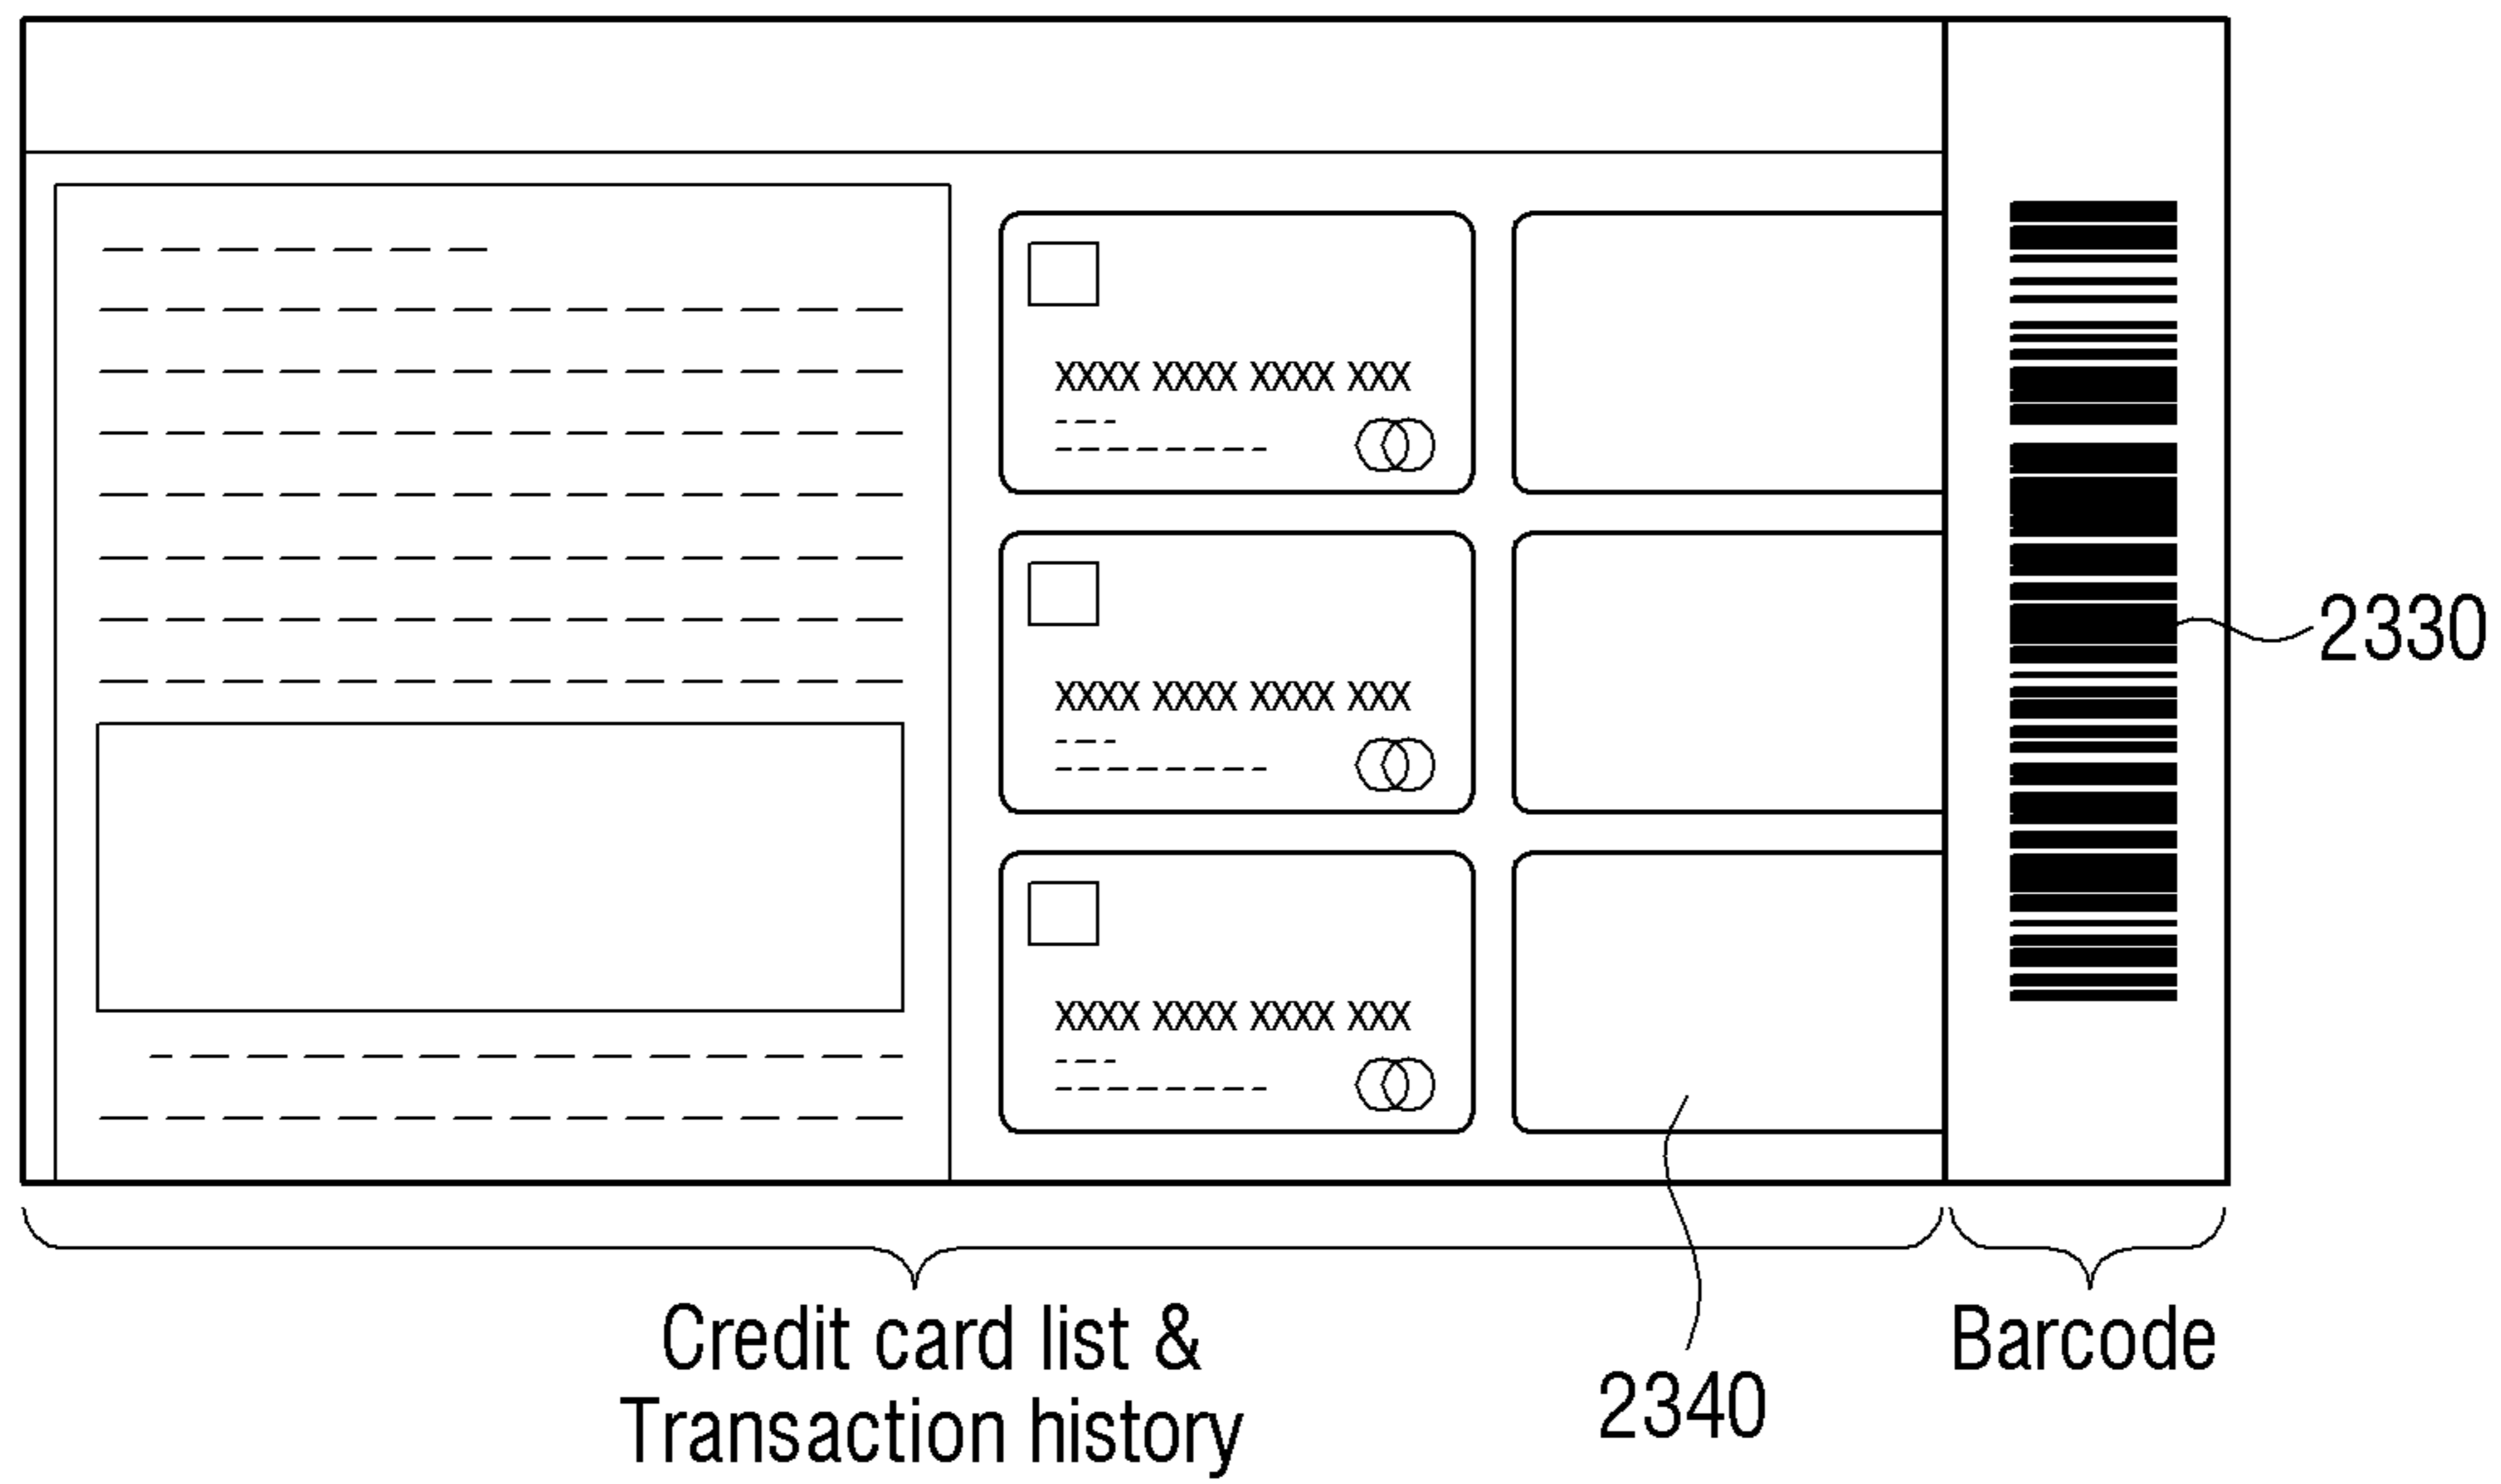 XXXX XXXX XXXX XXX
XXXX XXXX XXXX XXX
XXXX XXXX XXXX XXX
2330
Credit card list &
Transaction history
2340
Barcode